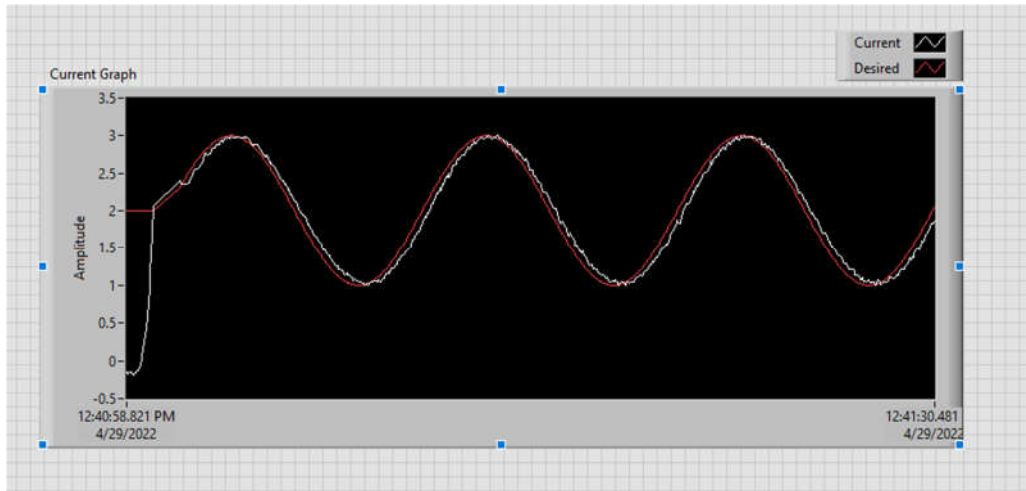 Current
Desired
Current Graph
3.5
3
2.5
2
1.5
1
0.5
0
-0.5
Amplitude
12:40:58.821 PM
4/29/2022
12:41:30.481
4/29/2022